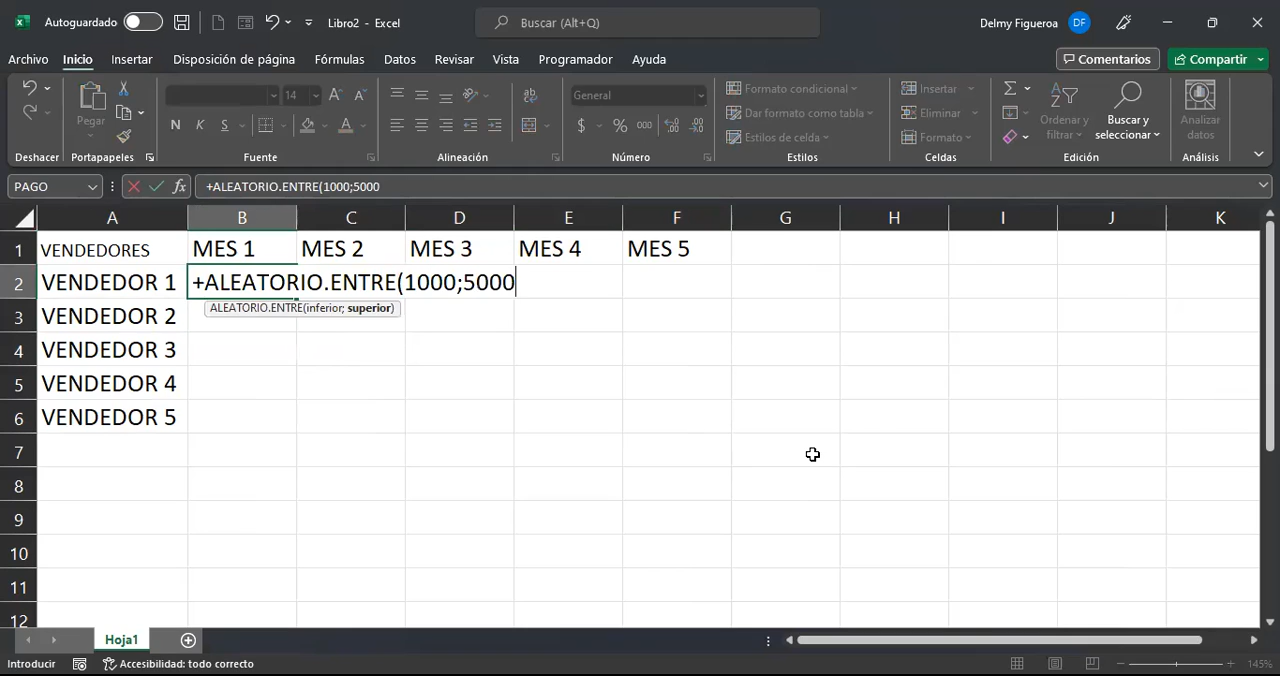 Autoguardado
Libro2 - Excel
Buscar (Alt+Q)
Delmy Figueroa
DF
Archivo
Inicio
Insertar
Disposición de página
Fórmulas
Datos
Revisar
Vista
Programador
Ayuda
Comentarios
Compartir
Pegar
14
N K S
General
$ % 000
Formato condicional
Dar formato como tabla
Estilos de celda
Insertar
Eliminar
Formato
Ordenar y
filtrar
Buscar y
seleccionar
Analizar
datos
Deshacer
Portapapeles
Fuente
Alineación
Número
Estilos
Celdas
Edición
Análisis
PAGO
fx
+ALEATORIO.ENTRE(1000;5000
A B C D E F G H I J K
1 VENDEDORES MES 1 MES 2 MES 3 MES 4 MES 5
2 VENDEDOR 1 +ALEATORIO.ENTRE(1000;5000
ALEATORIO.ENTRE(inferior; superior)
3 VENDEDOR 2
4 VENDEDOR 3
5 VENDEDOR 4
6 VENDEDOR 5
7
8
9
10
11
12
Hoja1
Introducir
Accesibilidad: todo correcto
145%